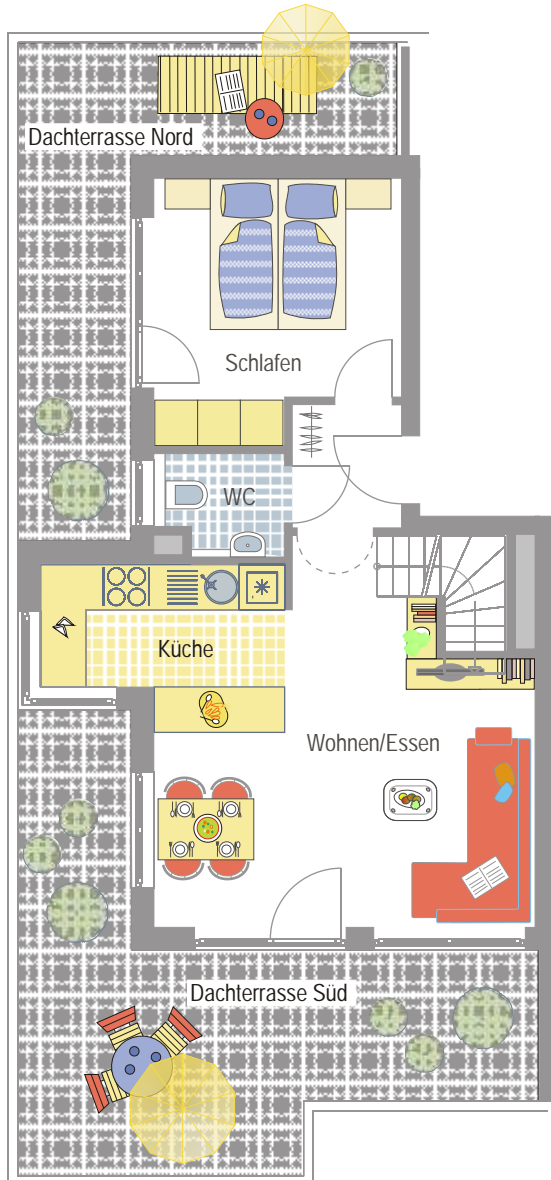 Dachterrasse Nord
Schlafen
WC
Küche
Wohnen/Essen
Dachterrasse Süd